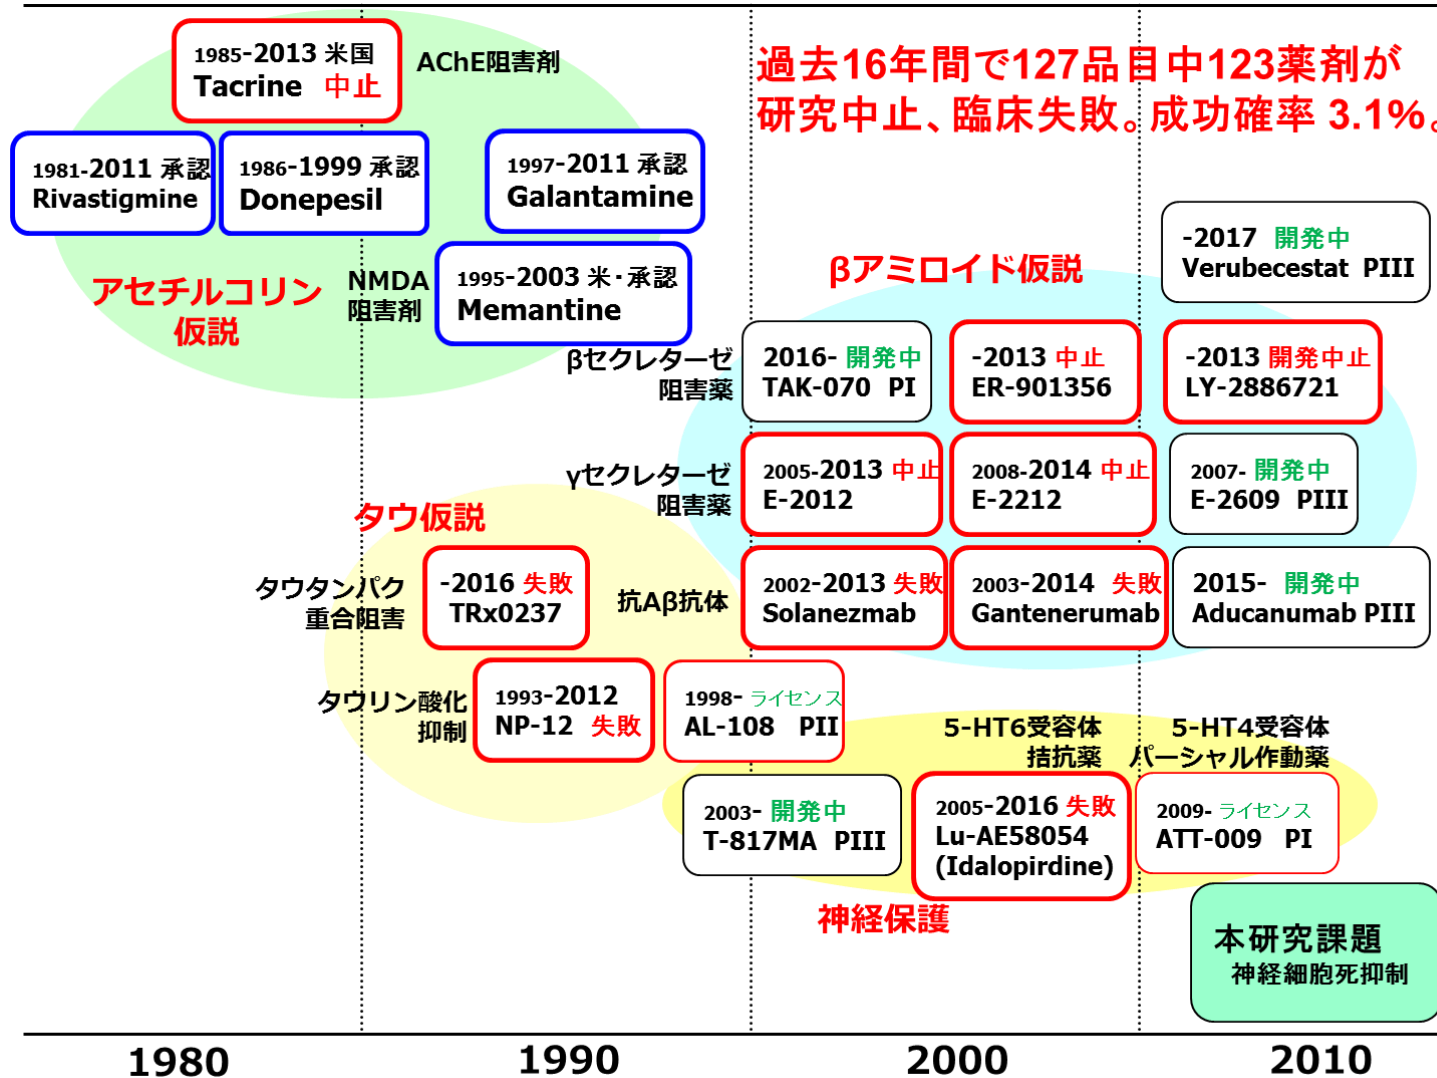 1985-2013 米国
Tacrine 中止
AChE阻害剤
過去16年間で127品目中123薬剤が
研究中止、臨床失敗。成功確率 3.1%。
1981-2011 承認
Rivastigmine
1986-1999 承認
Donepesil
1997-2011 承認
Galantamine
-2017 開発中
Verubecestat PIII
アセチルコリン
仮説
NMDA
阻害剤
1995-2003 米・承認
Memantine
βアミロイド仮説
βセクレターゼ
阻害薬
2016- 開発中
TAK-070 PI
-2013 中止
ER-901356
-2013 開発中止
LY-2886721
γセクレターゼ
阻害薬
2005-2013 中止
E-2012
2008-2014 中止
E-2212
2007- 開発中
E-2609 PIII
タウ仮説
タウタンパク
重合阻害
-2016 失敗
TRx0237
抗Aβ抗体
2002-2013 失敗
Solanezmab
2003-2014 失敗
Gantenerumab
2015- 開発中
Aducanumab PIII
タウリン酸化
抑制
1993-2012
NP-12 失敗
1998- ライセンス
AL-108 PII
5-HT6受容体
拮抗薬
5-HT4受容体
パーシャル作動薬
2003- 開発中
T-817MA PIII
2005-2016 失敗
Lu-AE58054
(Idalopirdine)
2009- ライセンス
ATT-009 PI
神経保護
本研究課題
神経細胞死抑制
1980
1990
2000
2010